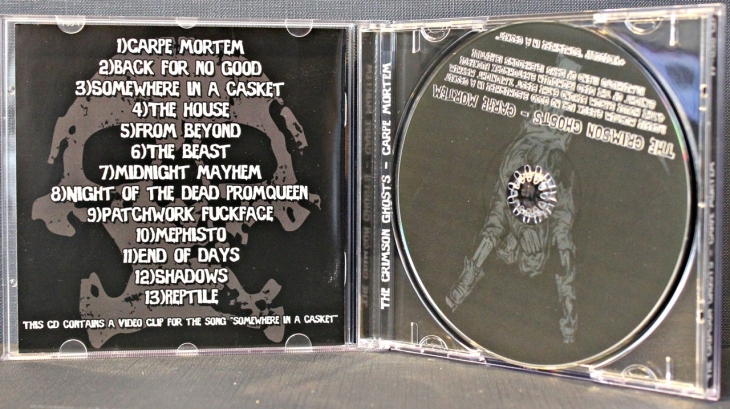 1)CARPE MORTEM
2)BACK FOR NO GOOD
3)SOMEWHERE IN A CASKET
4)THE HOUSE
5)FROM BEYOND
6)THE BEAST
7)MIDNIGHT MAYHEM
8)NIGHT OF THE DEAD PROMQUEEN
9)PATCHWORK FUCKFACE
10)MEPHISTO
11)END OF DAYS
12)SHADOWS
13)REPTILE
THIS CD CONTAINS A VIDEO CLIP FOR THE SONG "SOMEWHERE IN A CASKET"
THE CRIMSON GHOSTS - CARPE MORTEM
THE CRIMSON GHOSTS - CARPE MORTEM